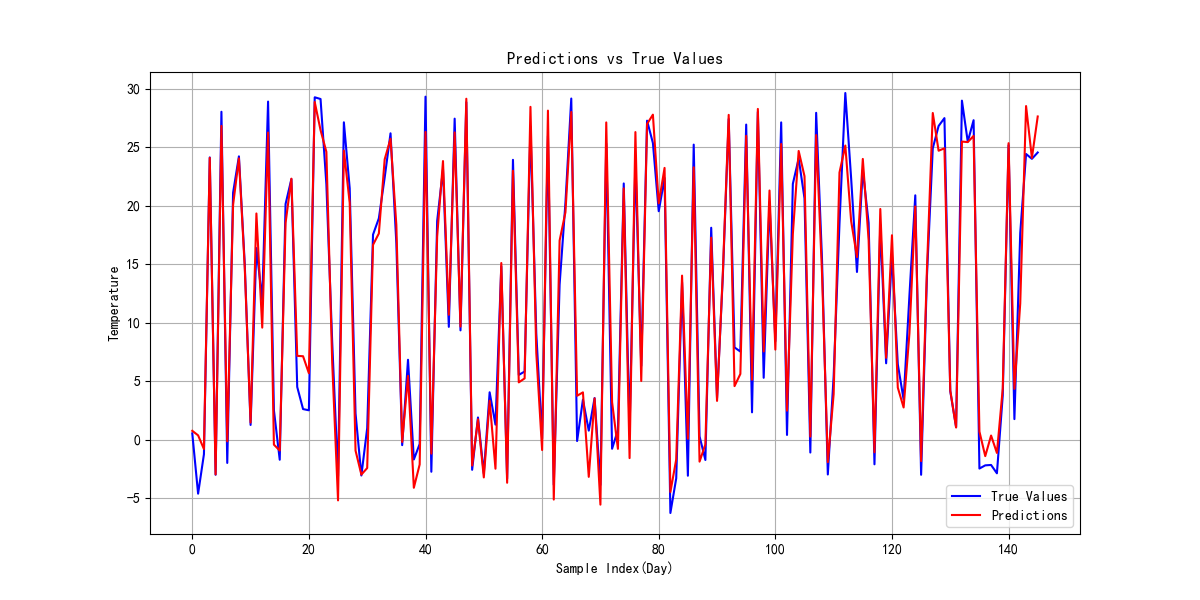 Predictions vs True Values
Temperature
30
25
20
15
10
5
0
−5
0 20 40 60 80 100 120 140
Sample Index(Day)
True Values
Predictions